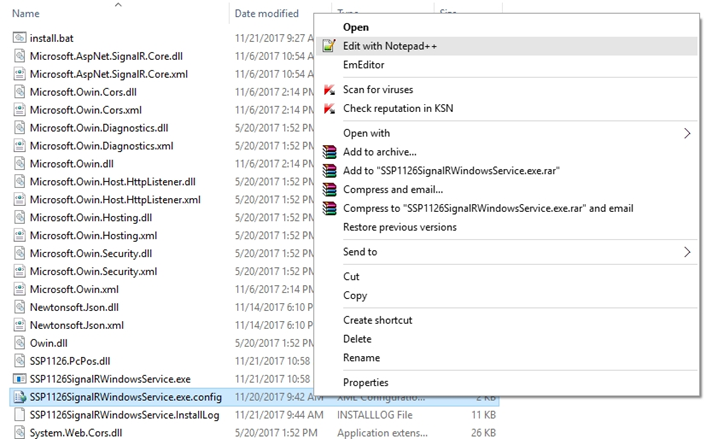 Name Date modified Type Size
install.bat 11/21/2017 9:27 A
Microsoft.AspNet.SignalR.Core.dll 11/6/2017 10:54 A
Microsoft.AspNet.SignalR.Core.xml 11/6/2017 10:54 A
Microsoft.Owin.Cors.dll 11/6/2017 2:14 P
Microsoft.Owin.Cors.xml 11/6/2017 2:14 P
Microsoft.Owin.Diagnostics.dll 5/20/2017 1:52 P
Microsoft.Owin.Diagnostics.xml 5/20/2017 1:52 P
Microsoft.Owin.dll 11/6/2017 2:14 P
Microsoft.Owin.Host.HttpListener.dll 5/20/2017 1:52 P
Microsoft.Owin.Host.HttpListener.xml 5/20/2017 1:52 P
Microsoft.Owin.Hosting.dll 5/20/2017 1:52 P
Microsoft.Owin.Hosting.xml 5/20/2017 1:52 P
Microsoft.Owin.Security.dll 5/20/2017 1:52 P
Microsoft.Owin.Security.xml 5/20/2017 1:52 P
Microsoft.Owin.xml 11/6/2017 2:14 P
Newtonsoft.Json.dll 11/14/2017 6:10 P
Newtonsoft.Json.xml 11/14/2017 6:10 P
Owin.dll 5/20/2017 1:52 P
SSP1126.PcPos.dll 11/21/2017 10:58
SSP1126SignalRWindowsService.exe 11/21/2017 10:58
SSP1126SignalRWindowsService.exe.config 11/20/2017 9:42 AM XML Configuratio... 2 KB
SSP1126SignalRWindowsService.InstallLog 11/21/2017 9:44 AM INSTALLLOG File 11 KB
System.Web.Cors.dll 5/20/2017 1:52 PM Application extens... 26 KB
Open
Edit with Notepad++
EmEditor
Scan for viruses
Check reputation in KSN
Open with
Add to archive...
Add to "SSP1126SignalRWindowsService.exe.rar"
Compress and email...
Compress to "SSP1126SignalRWindowsService.exe.rar" and email
Restore previous versions
Send to
Cut
Copy
Create shortcut
Delete
Rename
Properties